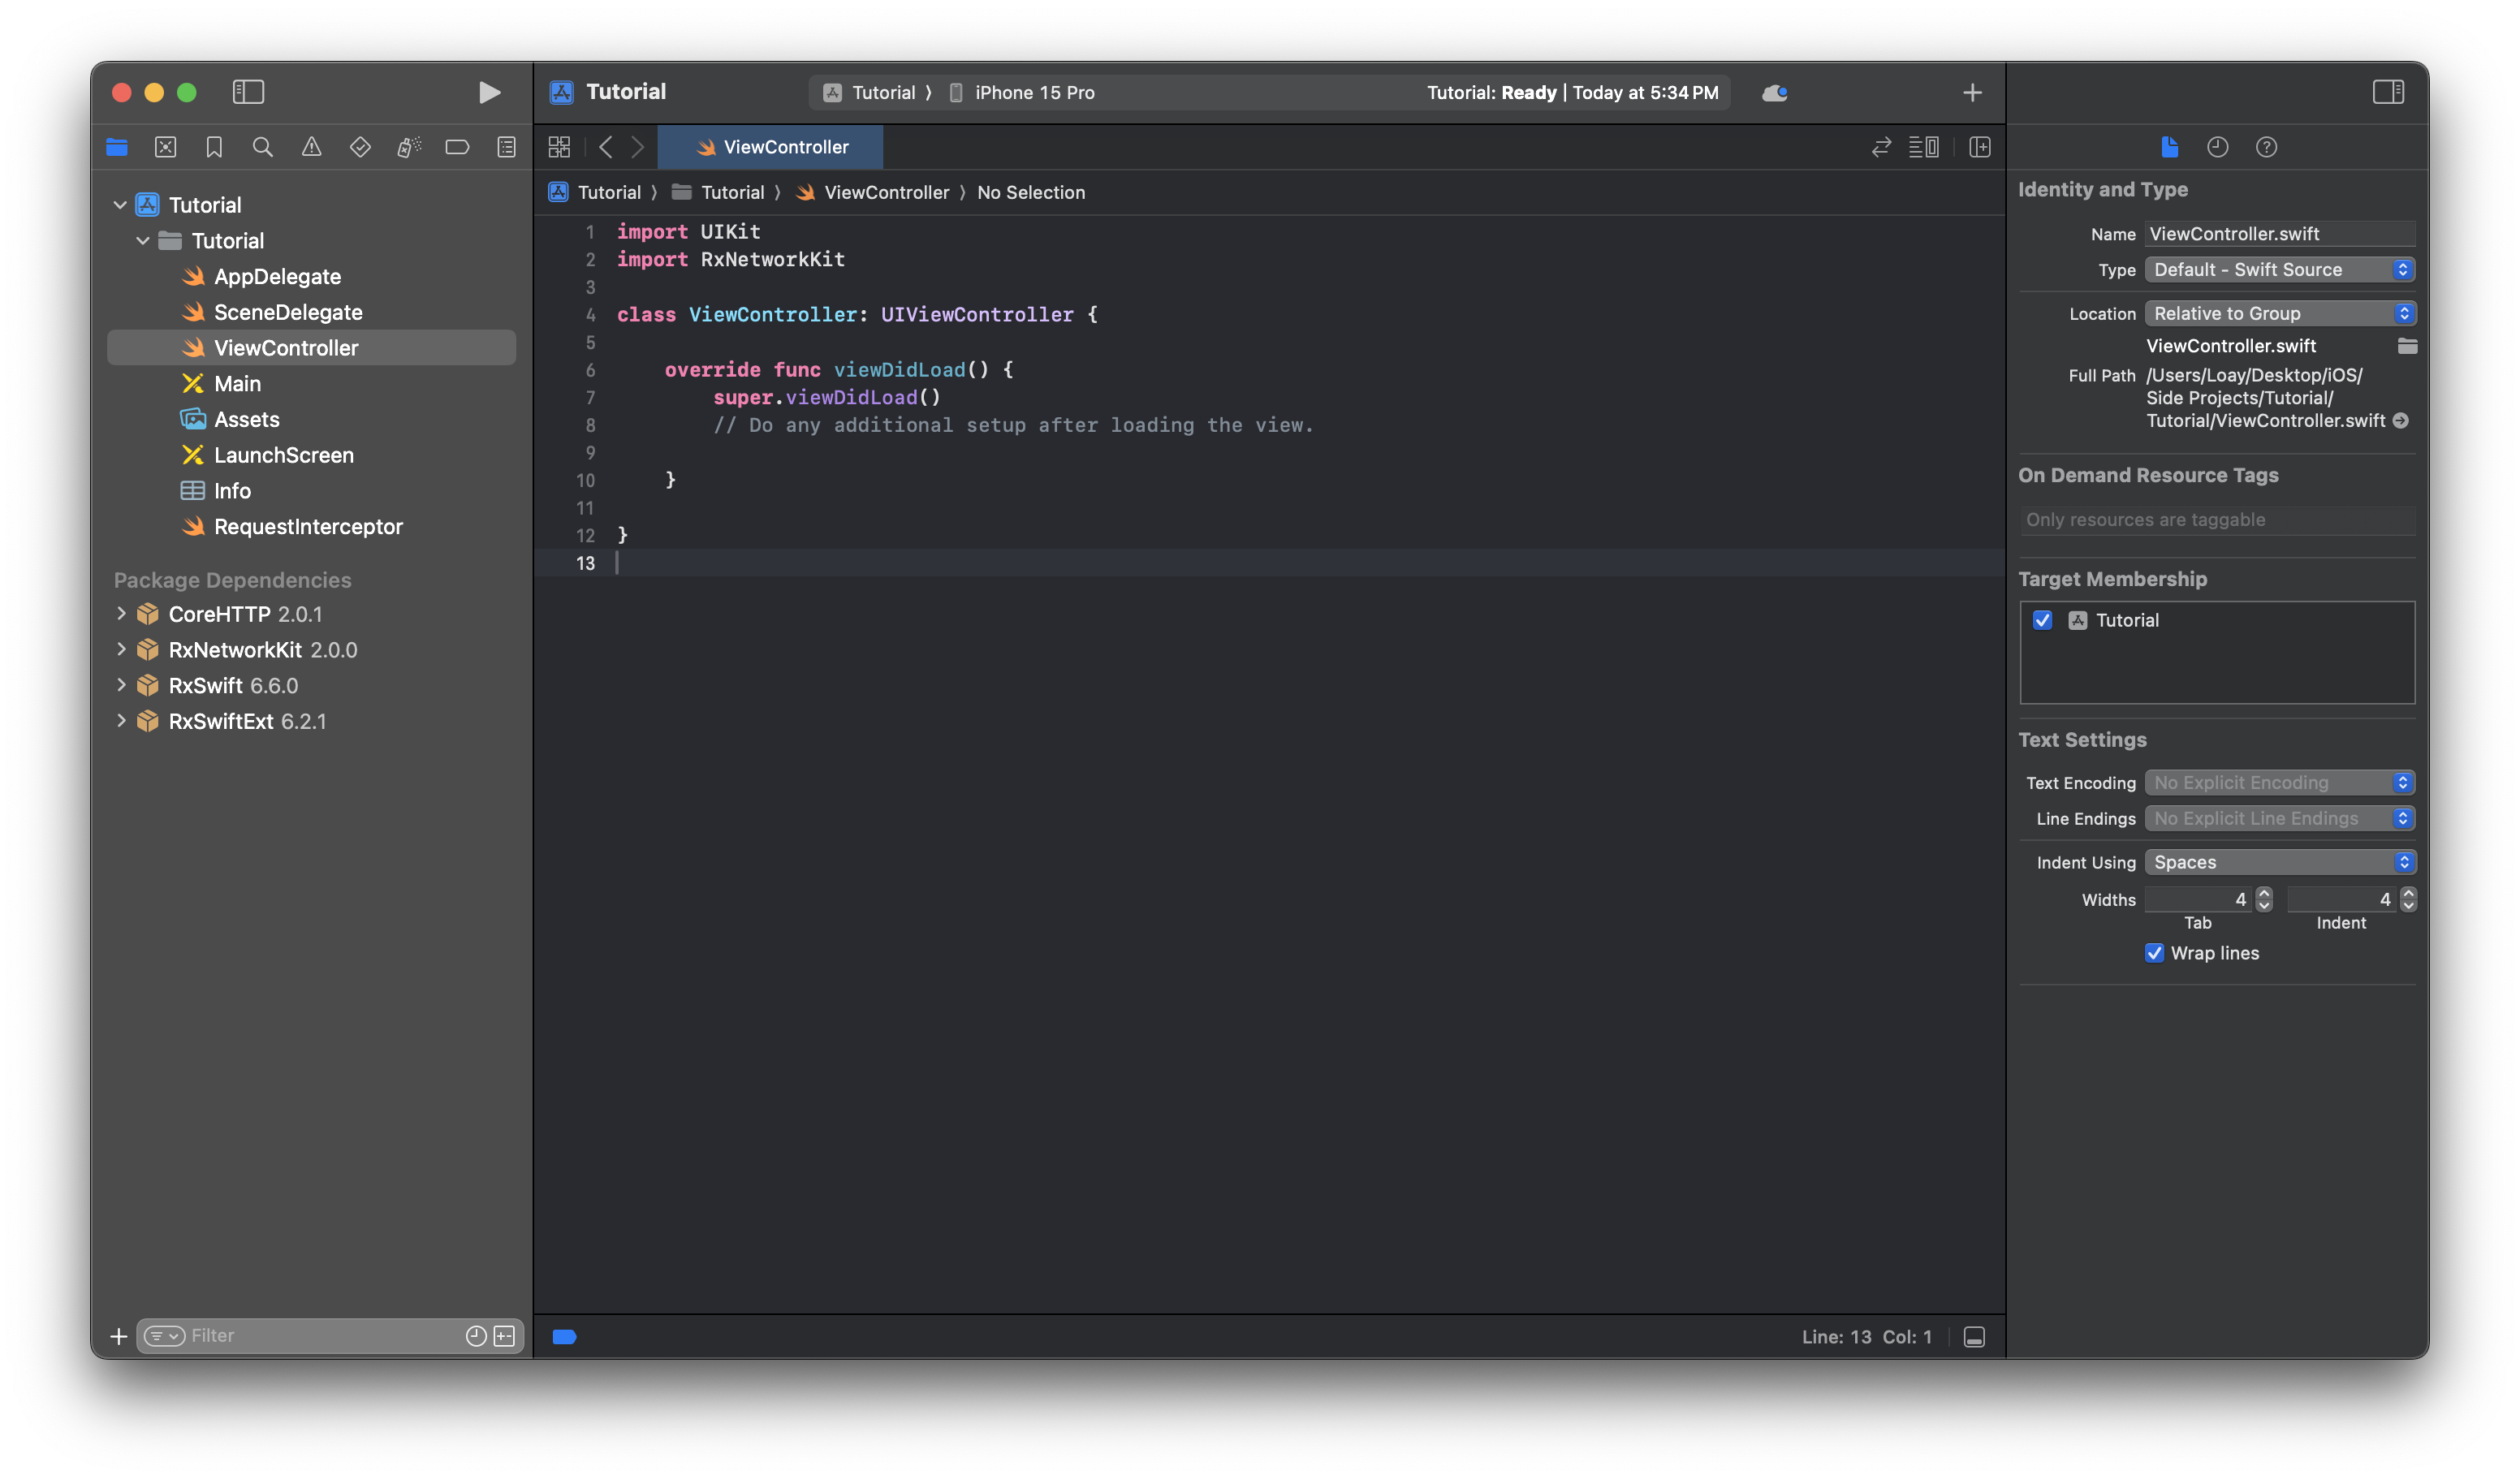 Tutorial
Tutorial 〉 iPhone 15 Pro
Tutorial: Ready | Today at 5:34 PM
ViewController
Tutorial 〉 Tutorial 〉 ViewController 〉 No Selection
Tutorial
Tutorial
AppDelegate
SceneDelegate
ViewController
Main
Assets
LaunchScreen
Info
RequestInterceptor
Package Dependencies
CoreHTTP 2.0.1
RxNetworkKit 2.0.0
RxSwift 6.6.0
RxSwiftExt 6.2.1
Filter
1 import UIKit
2 import RxNetworkKit
3
4 class ViewController: UIViewController {
5
6     override func viewDidLoad() {
7         super.viewDidLoad()
8         // Do any additional setup after loading the view.
9
10     }
11
12 }
13
Line: 13 Col: 1
Identity and Type
Name ViewController.swift
Type Default - Swift Source
Location Relative to Group
ViewController.swift
Full Path /Users/Loay/Desktop/iOS/
Side Projects/Tutorial/
Tutorial/ViewController.swift
On Demand Resource Tags
Only resources are taggable
Target Membership
Tutorial
Text Settings
Text Encoding No Explicit Encoding
Line Endings No Explicit Line Endings
Indent Using Spaces
Widths 4 4
Tab Indent
Wrap lines